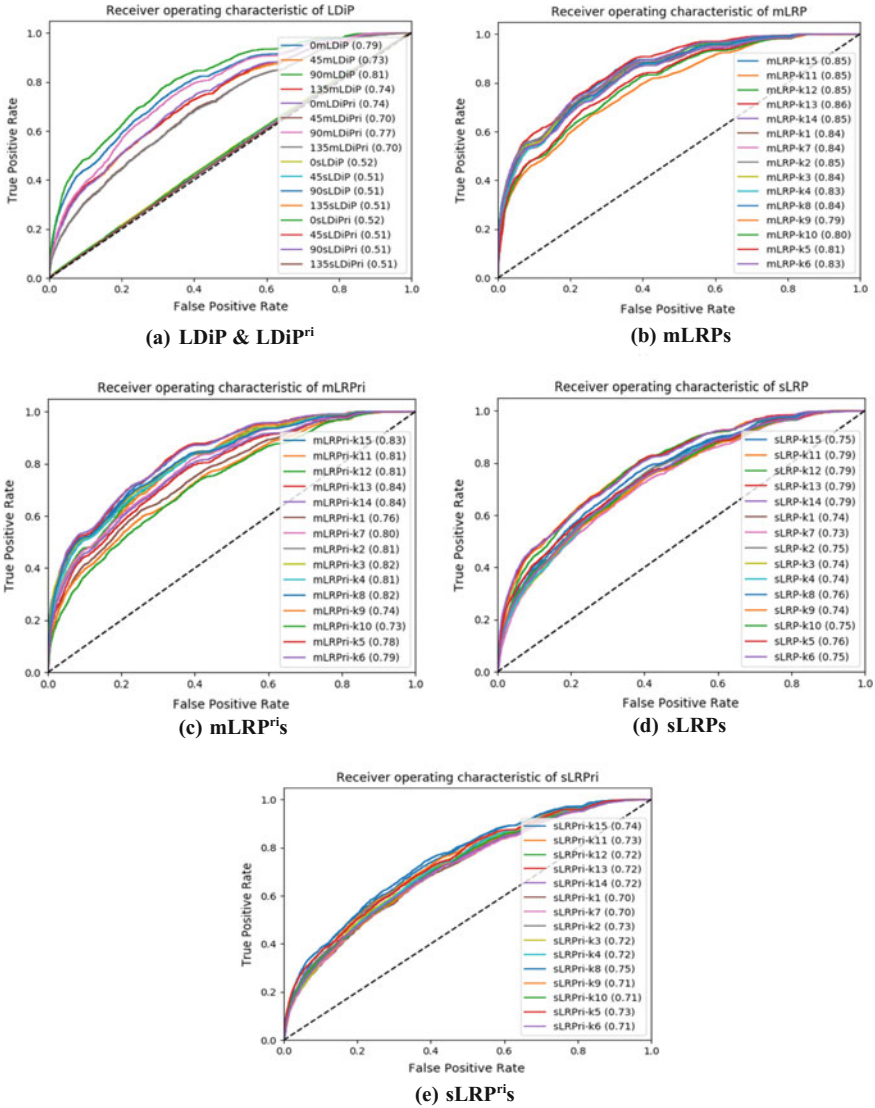 Receiver operating characteristic of LDiP
True Positive Rate
1.0
0.8
0.6
0.4
0.2
0.0
0mLDiP (0.79)
45mLDiP (0.73)
90mLDiP (0.81)
135mLDiP (0.74)
0mLDiPri (0.74)
45mLDiPri (0.70)
90mLDiPri (0.77)
135mLDiPri (0.70)
0sLDiP (0.52)
45sLDiP (0.51)
90sLDiP (0.51)
135sLDiP (0.51)
0sLDiPri (0.52)
45sLDiPri (0.51)
90sLDiPri (0.51)
135sLDiPri (0.51)
0.0 0.2 0.4 0.6 0.8 1.0
False Positive Rate
(a) LDiP & LDiPri
Receiver operating characteristic of mLRP
True Positive Rate
1.0
0.8
0.6
0.4
0.2
0.0
mLRP-k15 (0.85)
mLRP-k11 (0.85)
mLRP-k12 (0.85)
mLRP-k13 (0.86)
mLRP-k14 (0.85)
mLRP-k1 (0.84)
mLRP-k7 (0.84)
mLRP-k2 (0.85)
mLRP-k3 (0.84)
mLRP-k4 (0.83)
mLRP-k8 (0.84)
mLRP-k9 (0.79)
mLRP-k10 (0.80)
mLRP-k5 (0.81)
mLRP-k6 (0.83)
0.0 0.2 0.4 0.6 0.8 1.0
False Positive Rate
(b) mLRPs
Receiver operating characteristic of mLRPri
True Positive Rate
1.0
0.8
0.6
0.4
0.2
0.0
mLRPri-k15 (0.83)
mLRPri-k11 (0.81)
mLRPri-k12 (0.81)
mLRPri-k13 (0.84)
mLRPri-k14 (0.84)
mLRPri-k1 (0.76)
mLRPri-k7 (0.80)
mLRPri-k2 (0.81)
mLRPri-k3 (0.82)
mLRPri-k4 (0.81)
mLRPri-k8 (0.82)
mLRPri-k9 (0.74)
mLRPri-k10 (0.73)
mLRPri-k5 (0.78)
mLRPri-k6 (0.79)
0.0 0.2 0.4 0.6 0.8 1.0
False Positive Rate
(c) mLRPris
Receiver operating characteristic of sLRP
True Positive Rate
1.0
0.8
0.6
0.4
0.2
0.0
sLRP-k15 (0.75)
sLRP-k11 (0.79)
sLRP-k12 (0.79)
sLRP-k13 (0.79)
sLRP-k14 (0.79)
sLRP-k1 (0.74)
sLRP-k7 (0.73)
sLRP-k2 (0.75)
sLRP-k3 (0.74)
sLRP-k4 (0.74)
sLRP-k8 (0.76)
sLRP-k9 (0.74)
sLRP-k10 (0.75)
sLRP-k5 (0.76)
sLRP-k6 (0.75)
0.0 0.2 0.4 0.6 0.8 1.0
False Positive Rate
(d) sLRPs
Receiver operating characteristic of sLRPri
True Positive Rate
1.0
0.8
0.6
0.4
0.2
0.0
sLRPri-k15 (0.74)
sLRPri-k11 (0.73)
sLRPri-k12 (0.72)
sLRPri-k13 (0.72)
sLRPri-k14 (0.72)
sLRPri-k1 (0.70)
sLRPri-k7 (0.70)
sLRPri-k2 (0.73)
sLRPri-k3 (0.72)
sLRPri-k4 (0.72)
sLRPri-k8 (0.75)
sLRPri-k9 (0.71)
sLRPri-k10 (0.71)
sLRPri-k5 (0.73)
sLRPri-k6 (0.71)
0.0 0.2 0.4 0.6 0.8 1.0
False Positive Rate
(e) sLRPris